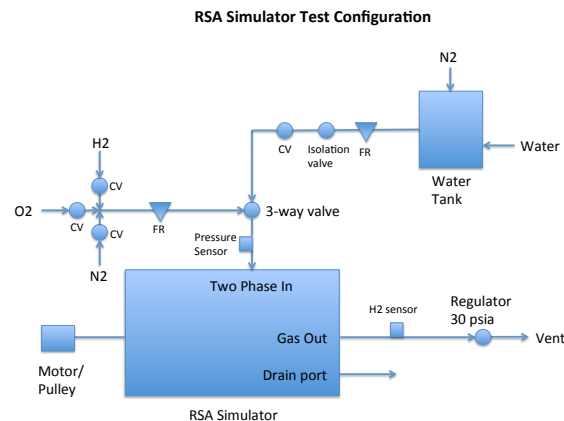 RSA Simulator Test Configuration
N2
H2
CV
Isolation
valve
FR
Water
Water
Tank
CV
O2
CV
FR
3-way valve
CV
N2
Pressure
Sensor
Two Phase In
H2 sensor
Regulator
30 psia
Gas Out
Vent
Motor/
Pulley
Drain port
RSA Simulator